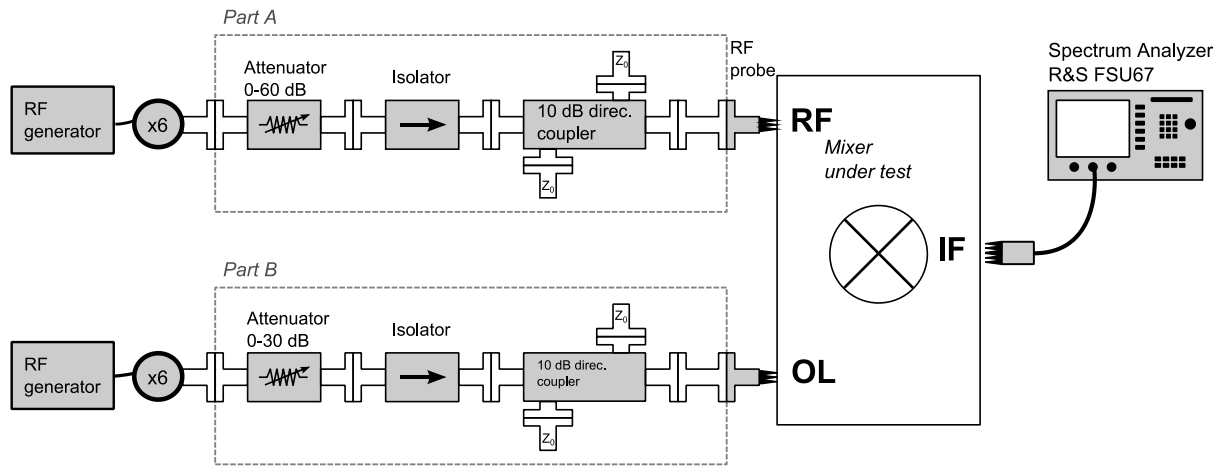 Part A
RF
generator
x6
Attenuator
0-60 dB
Isolator
10 dB direc.
coupler
Z0
Z0
RF
probe
RF
Mixer
under test
IF
OL
Spectrum Analyzer
R&S FSU67
Part B
RF
generator
x6
Attenuator
0-30 dB
Isolator
10 dB direc.
coupler
Z0
Z0